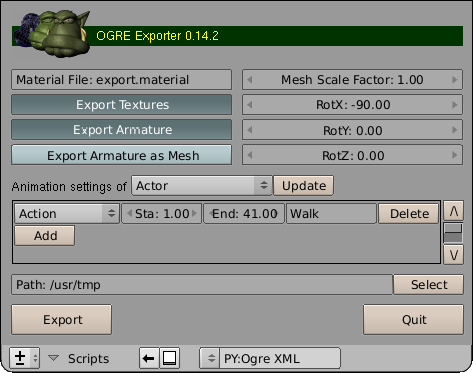 OGRE Exporter 0.14.2
Material File: export.material Mesh Scale Factor: 1.00
Export Textures RotX: -90.00
Export Armature RotY: 0.00
Export Armature as Mesh RotZ: 0.00
Animation settings of Actor Update
Action Sta: 1.00 End: 41.00 Walk Delete
Add
Path: /usr/tmp Select
Export Quit
Scripts PY:Ogre XML